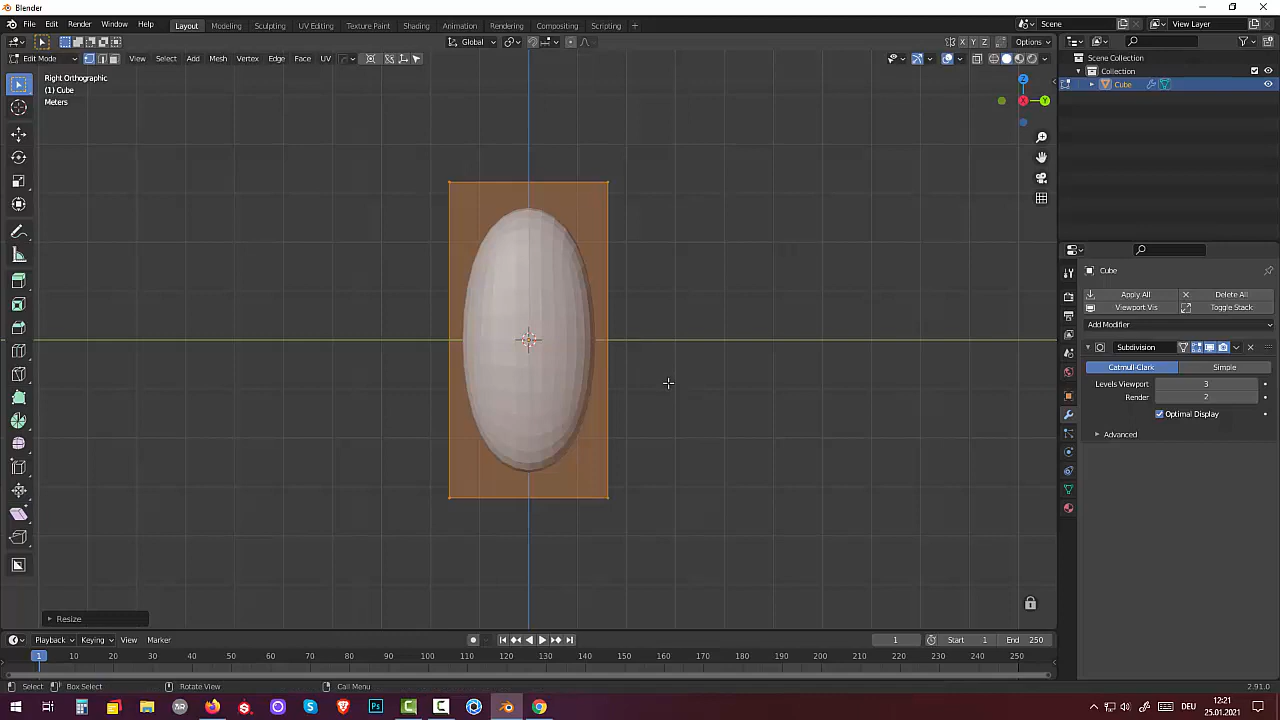 Blender
File Edit Render Window Help
Layout Modeling Sculpting UV Editing Texture Paint Shading Animation Rendering Compositing Scripting +
Scene
View Layer
Global
Options
X Y Z
Edit Mode
View Select Add Mesh Vertex Edge Face UV
Right Orthographic
(1) Cube
Meters
Z
X
Y
Scene Collection
Collection
Cube
Cube
Apply All
Delete All
Viewport Vis
Toggle Stack
Add Modifier
Subdivision
Catmull-Clark
Simple
Levels Viewport 3
Render 2
Optimal Display
Advanced
Resize
Playback Keying View Marker
1
Start 1
End 250
1 10 20 30 40 50 60 70 80 90 100 110 120 130 140 150 160 170 180 190 200 210 220 230 240 250
Select
Box Select
Rotate View
Call Menu
2.91.0
Ps
DEU
12:21
25.01.2021